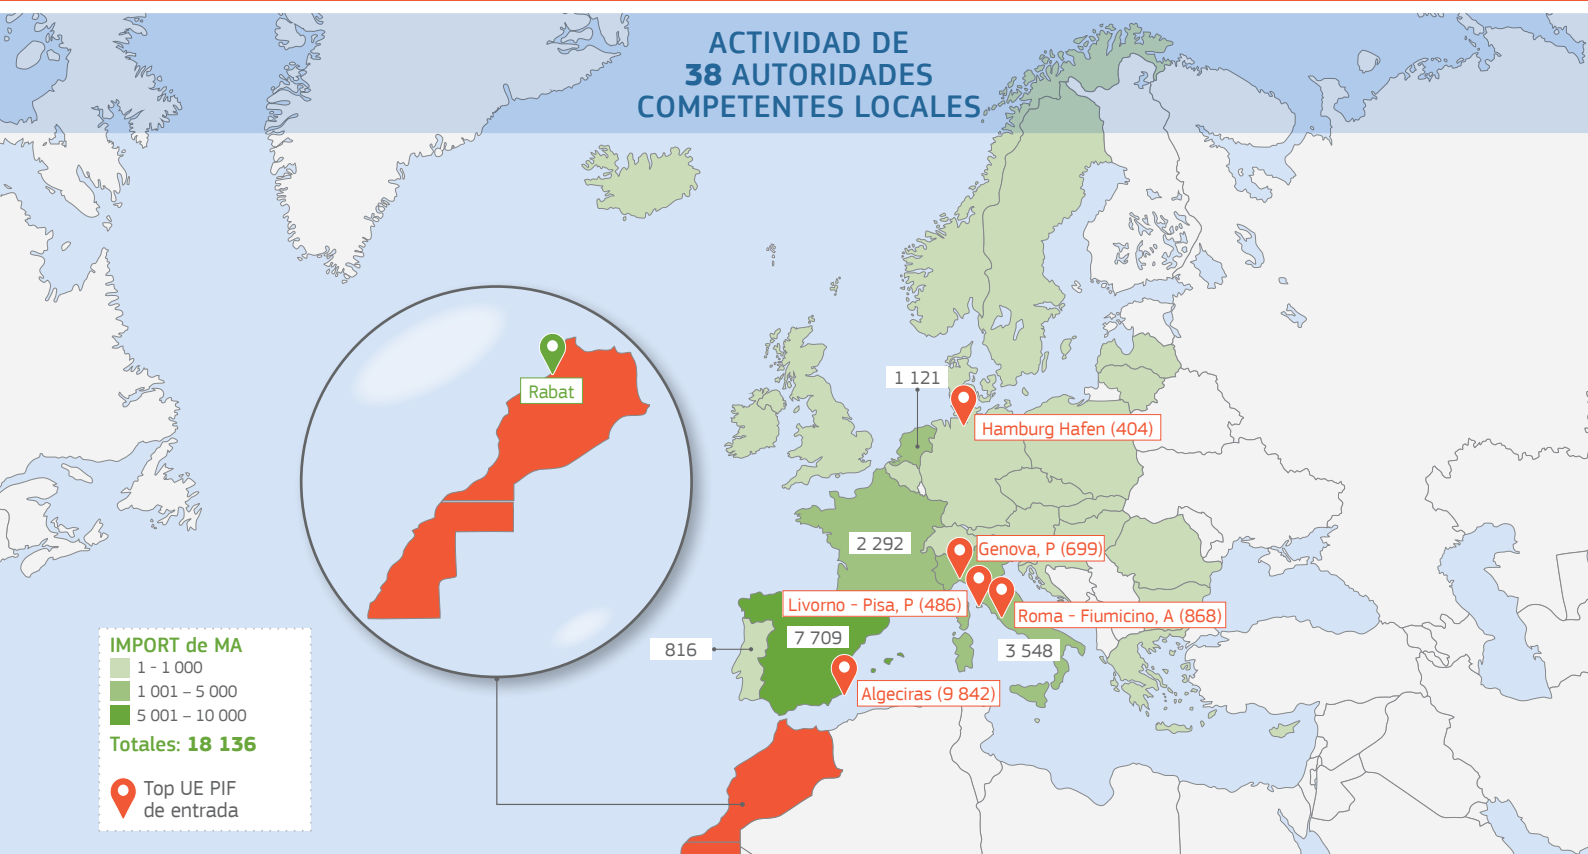 ACTIVIDAD DE
38 AUTORIDADES
COMPETENTES LOCALES
Rabat
1 121
Hamburg Hafen (404)
2 292
Genova, P (699)
Livorno - Pisa, P (486)
Roma - Fiumicino, A (868)
7 709
816
3 548
Algeciras (9 842)
IMPORT de MA
1 - 1 000
1 001 – 5 000
5 001 – 10 000
Totales: 18 136
Top UE PIF
de entrada